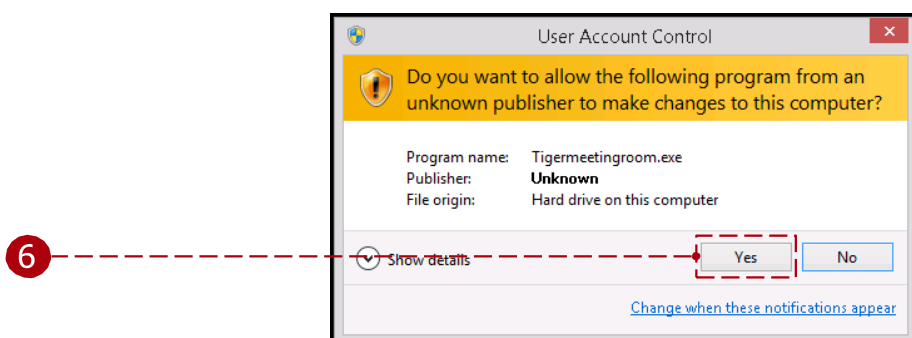 User Account Control
Do you want to allow the following program from an
unknown publisher to make changes to this computer?
Program name: Tigermeetingroom.exe
Publisher: Unknown
File origin: Hard drive on this computer
6
Show details
Yes
No
Change when these notifications appear